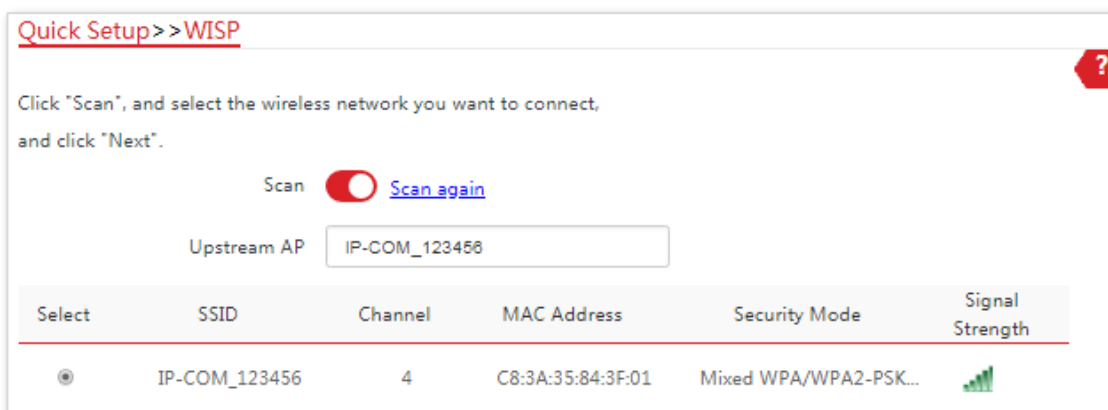 Quick Setup>>WISP
?
Click "Scan", and select the wireless network you want to connect,
and click "Next".
Scan Scan again
Upstream AP IP-COM_123456
Select SSID Channel MAC Address Security Mode Signal Strength
IP-COM_123456 4 C8:3A:35:84:3F:01 Mixed WPA/WPA2-PSK...